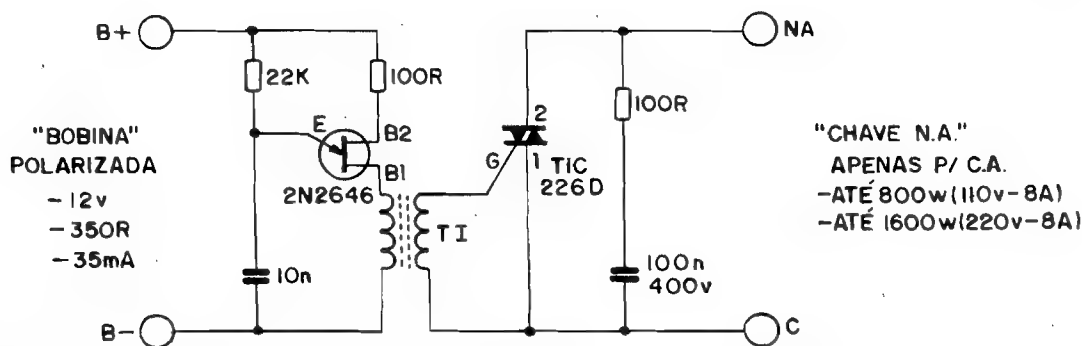 B+
22K
100R
E
B2
B1
2N2646
"BOBINA"
POLARIZADA
-12v
-350R
-35mA
10n
TI
B-
NA
100R
2
G
1
TIC
226D
100n
400v
C
"CHAVE N.A."
APENAS P/ C.A.
-ATÉ 800w(110v-8A)
-ATÉ 1600w(220v-8A)